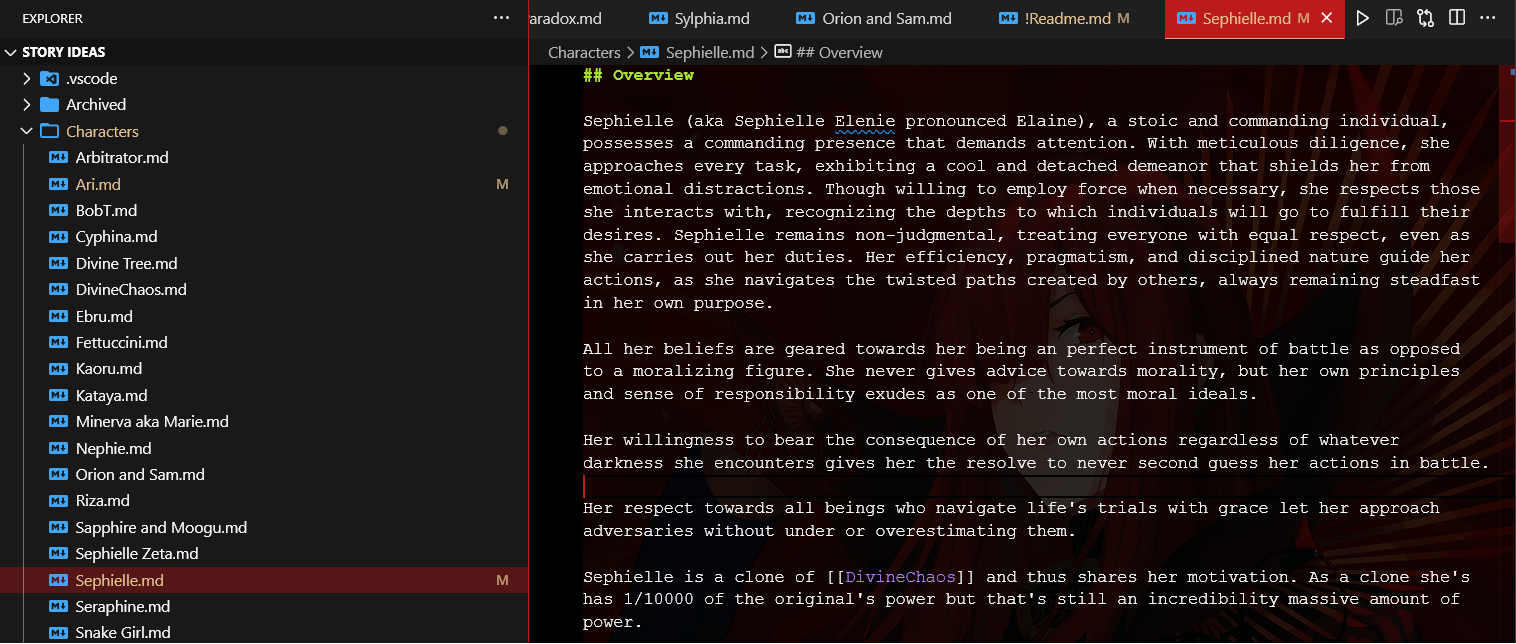 EXPLORER
STORY IDEAS
.vscode
Archived
Characters
Arbitrator.md
Ari.md M
BobT.md
Cyphina.md
Divine Tree.md
DivineChaos.md
Ebru.md
Fettuccini.md
Kaoru.md
Kataya.md
Minerva aka Marie.md
Nephie.md
Orion and Sam.md
Riza.md
Sapphire and Moogu.md
Sephielle Zeta.md
Sephielle.md M
Seraphine.md
Snake Girl.md
aradox.md Sylphia.md Orion and Sam.md !Readme.md M Sephielle.md M
Characters > Sephielle.md > ## Overview
## Overview
Sephielle (aka Sephielle Elenie pronounced Elaine), a stoic and commanding individual,
possesses a commanding presence that demands attention. With meticulous diligence, she
approaches every task, exhibiting a cool and detached demeanor that shields her from
emotional distractions. Though willing to employ force when necessary, she respects those
she interacts with, recognizing the depths to which individuals will go to fulfill their
desires. Sephielle remains non-judgmental, treating everyone with equal respect, even as
she carries out her duties. Her efficiency, pragmatism, and disciplined nature guide her
actions, as she navigates the twisted paths created by others, always remaining steadfast
in her own purpose.
All her beliefs are geared towards her being an perfect instrument of battle as opposed
to a moralizing figure. She never gives advice towards morality, but her own principles
and sense of responsibility exudes as one of the most moral ideals.
Her willingness to bear the consequence of her own actions regardless of whatever
darkness she encounters gives her the resolve to never second guess her actions in battle.
Her respect towards all beings who navigate life's trials with grace let her approach
adversaries without under or overestimating them.
Sephielle is a clone of [[DivineChaos]] and thus shares her motivation. As a clone she's
has 1/10000 of the original's power but that's still an incredibility massive amount of
power.